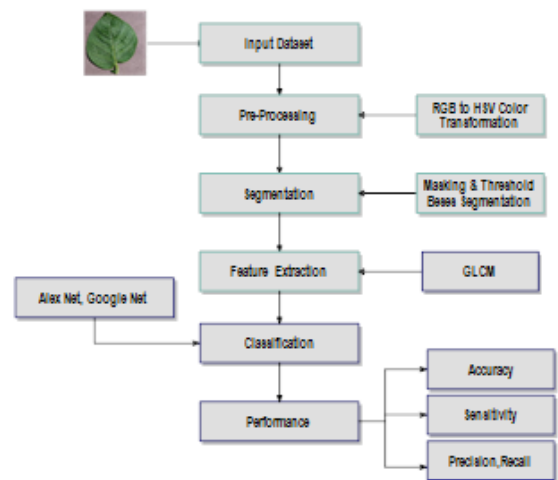 Input Dataset
Pre-Processing
RGB to HSV Color
Transformation
Segmentation
Masking & Threshold
Bases Segmentation
Feature Extraction
GLCM
Alex Net, Google Net
Classification
Accuracy
Performance
Sensitivity
Precision,Recall